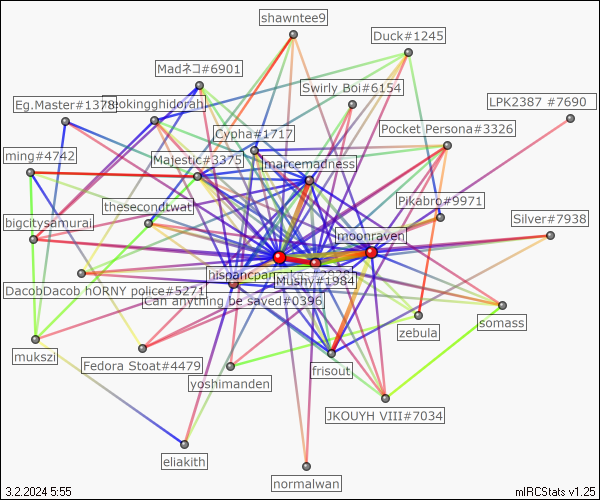 shawntee9
Duck#1245
Madネコ#6901
Swirly Boi#6154
LPK2387 #7690
Eg.Master#1378
eokingghidorah
Cypha#1717
Pocket Persona#3326
ming#4742
Majestic#3375
marcemadness
thesecondtwat
Pikabro#9971
bigcitysamurai
Silver#7938
moonraven
hispancpan
DacobDacob hORNY police#5271
Mushy#1984
Can anything be saved#0396
mukszi
Fedora Stoat#4479
zebula
somass
yoshimanden
frisout
JKOUYH VIII#7034
eliakith
normalwan
3.2.2024 5:55
mIRCStats v1.25